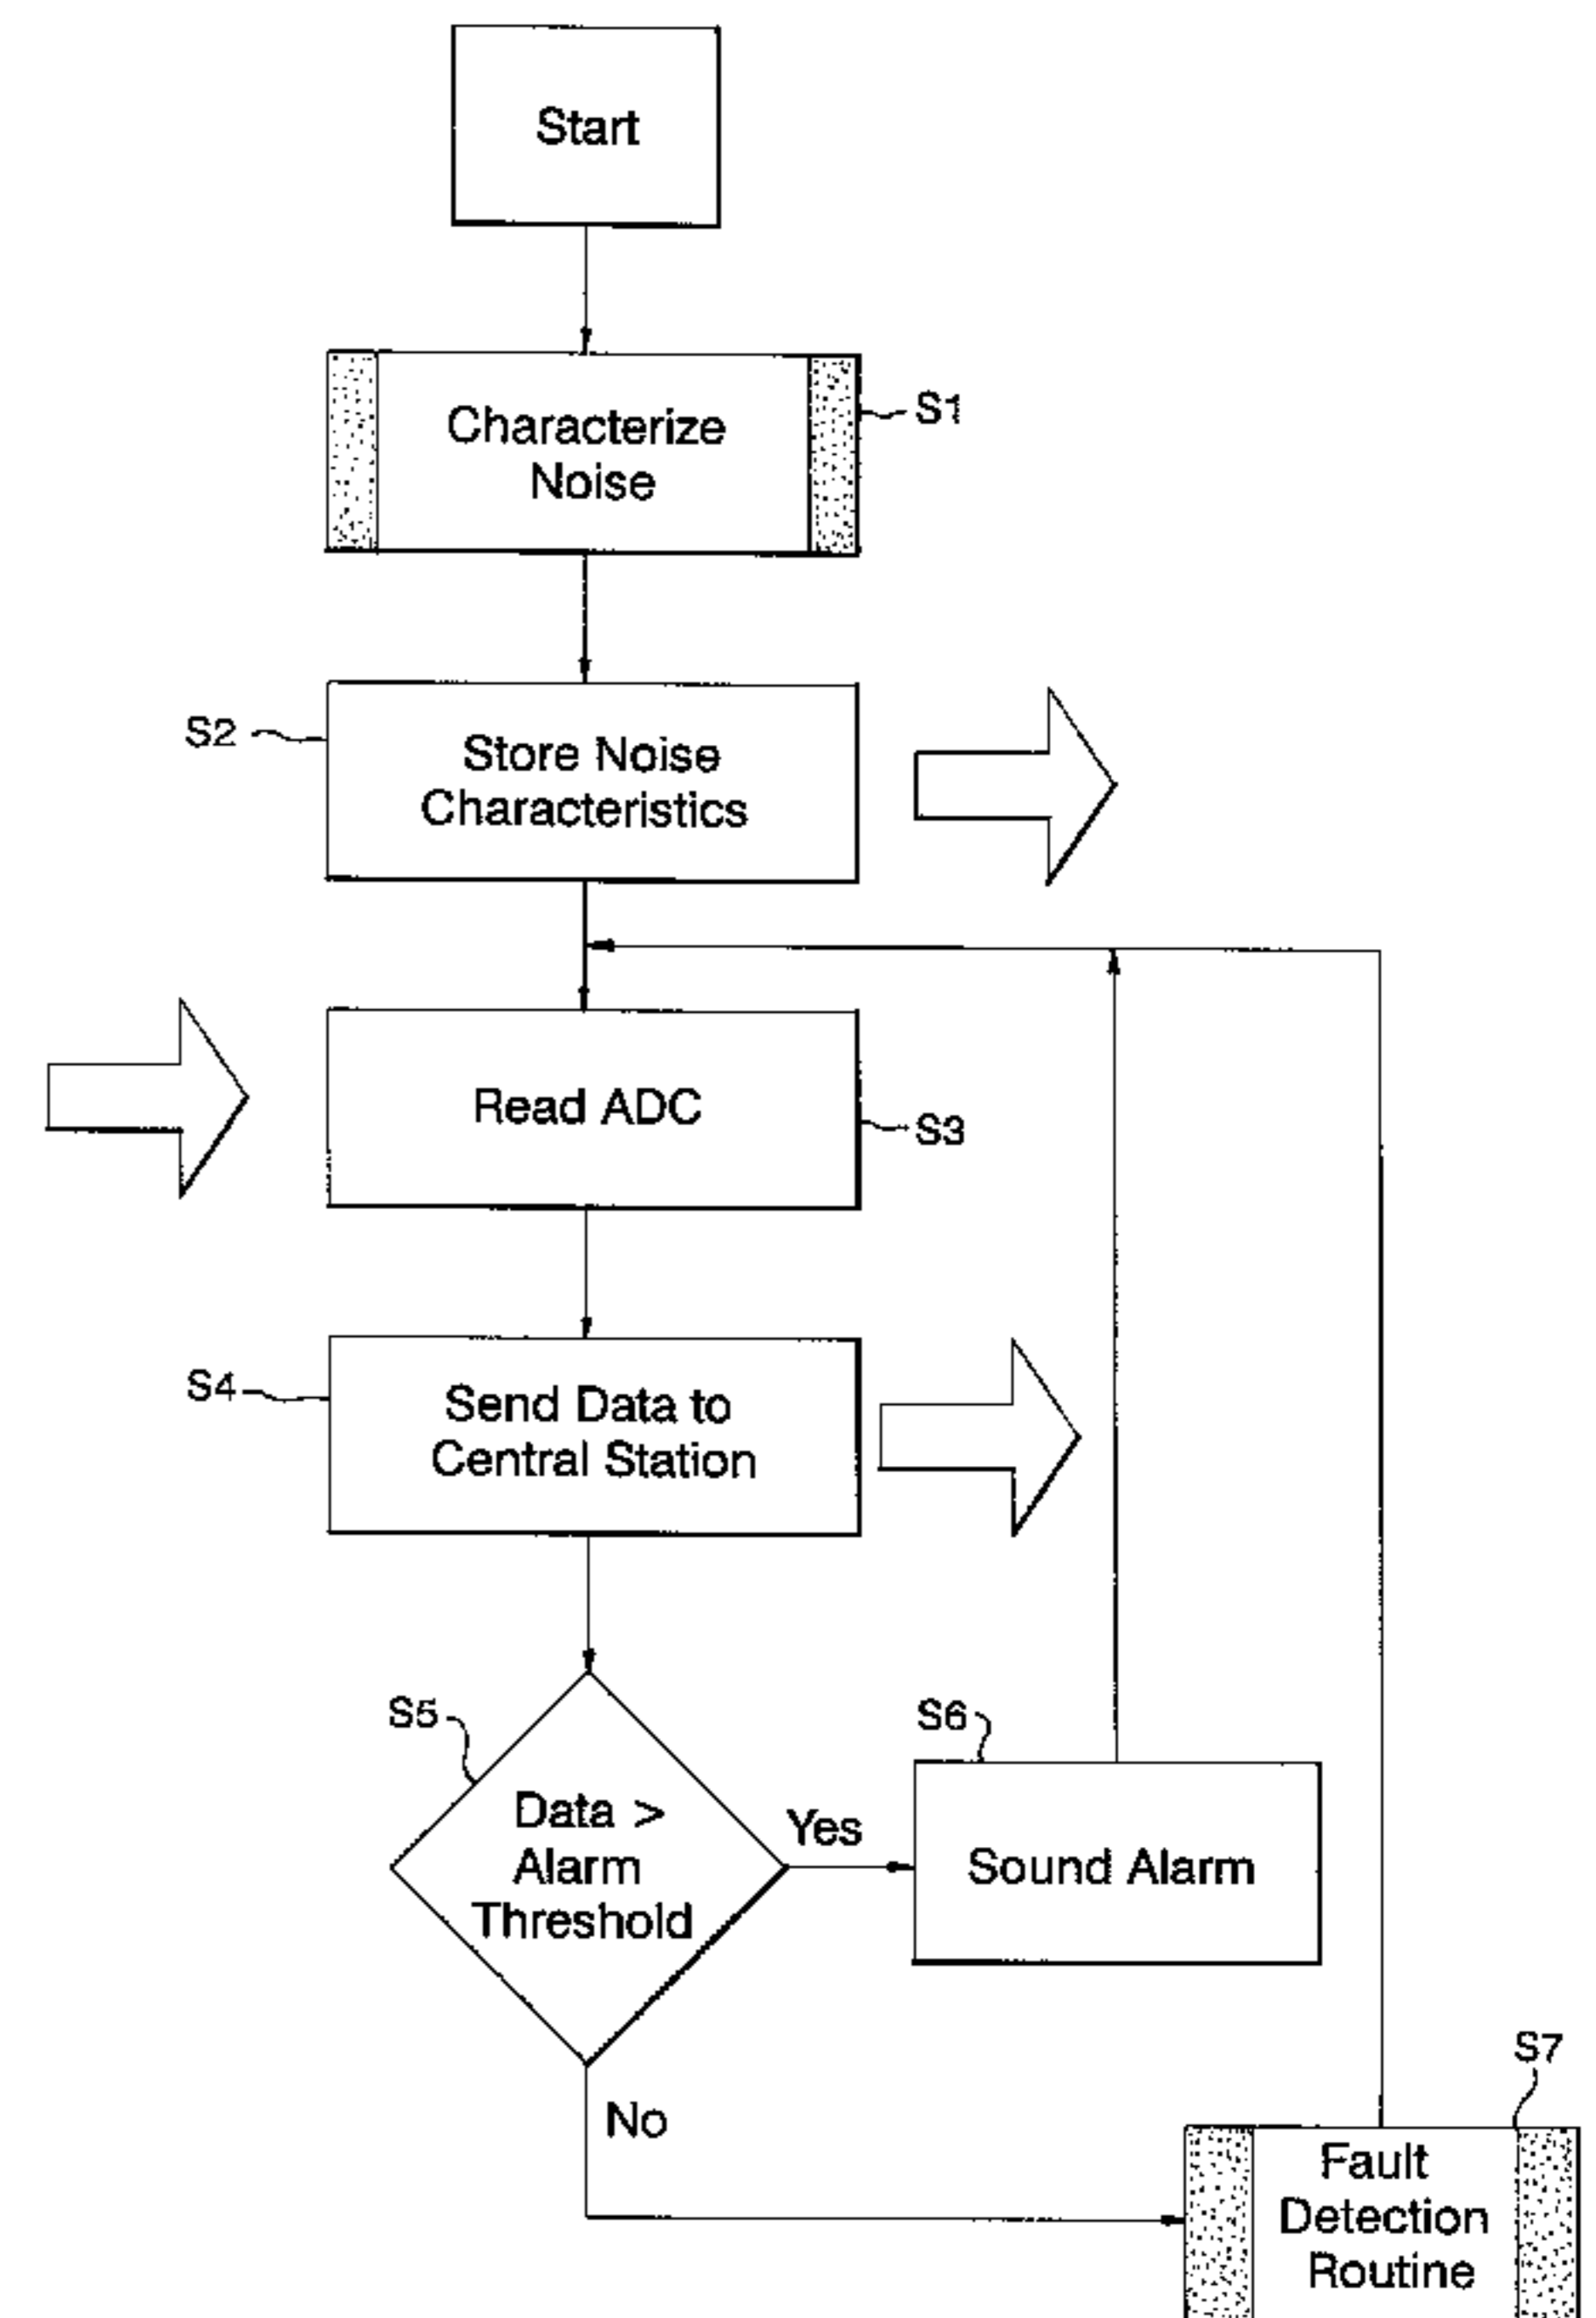 Start
Characterize
Noise
S1
S2
Store Noise
Characteristics
Read ADC
S3
S4
Send Data to
Central Station
S5
Data >
Alarm
Threshold
Yes
S6
Sound Alarm
No
S7
Fault
Detection
Routine